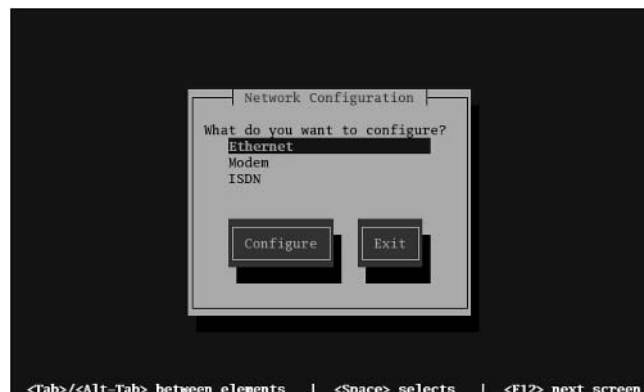 Network Configuration
What do you want to configure?
Ethernet
Modem
ISDN
Configure Exit
<Tab>/<Alt-Tab> between elements | <Space> selects | <F12> next screen